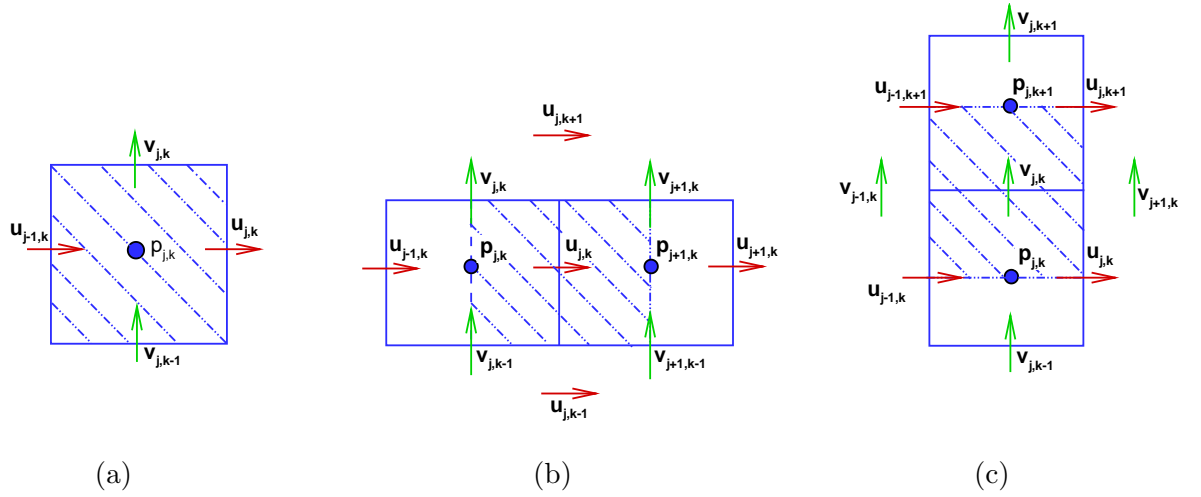 v_{j,k}
u_{j-1,k}
u_{j,k}
p_{j,k}
v_{j,k-1}
(a)
u_{j,k+1}
v_{j,k}
v_{j+1,k}
u_{j-1,k}
p_{j,k}
u_{j,k}
p_{j+1,k}
u_{j+1,k}
v_{j,k-1}
v_{j+1,k-1}
u_{j,k-1}
(b)
v_{j,k+1}
u_{j-1,k+1}
p_{j,k+1}
u_{j,k+1}
v_{j-1,k}
v_{j,k}
v_{j+1,k}
p_{j,k}
u_{j,k}
u_{j-1,k}
v_{j,k-1}
(c)